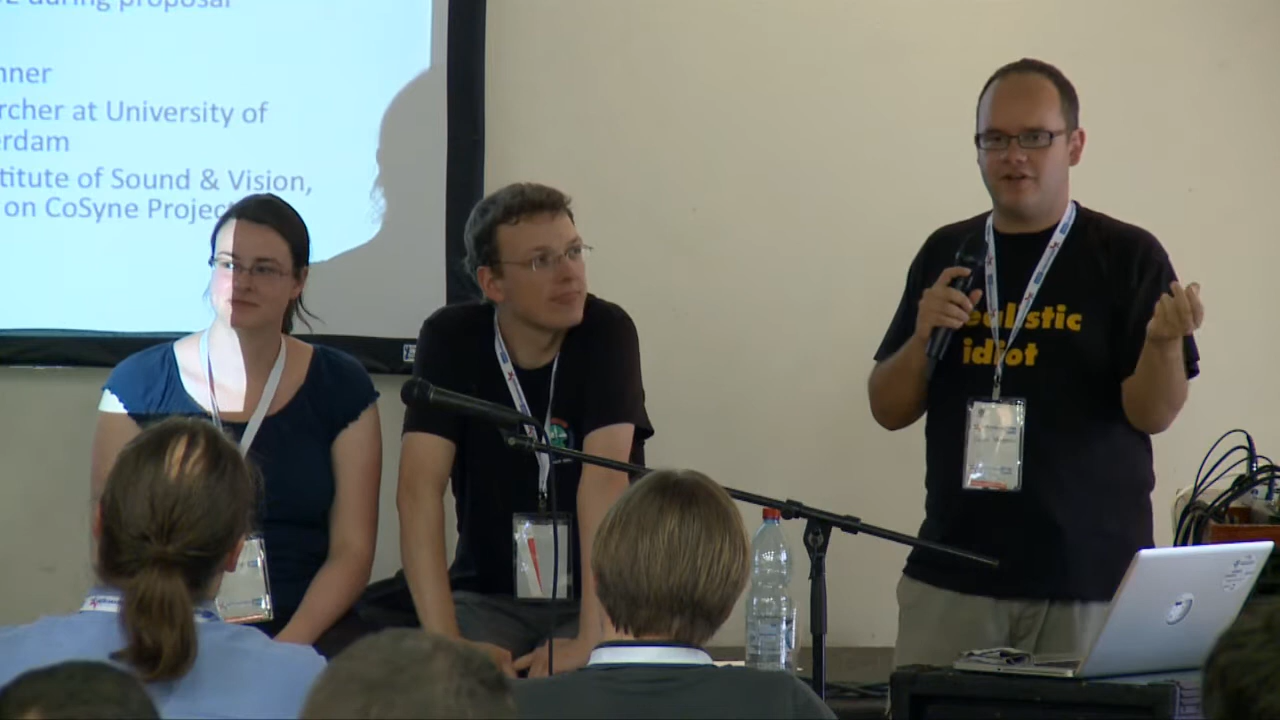 during proposal
nner
rcher at University of
erdam
titute of Sound & Vision,
on CoSyne Project
ealistic
idiot